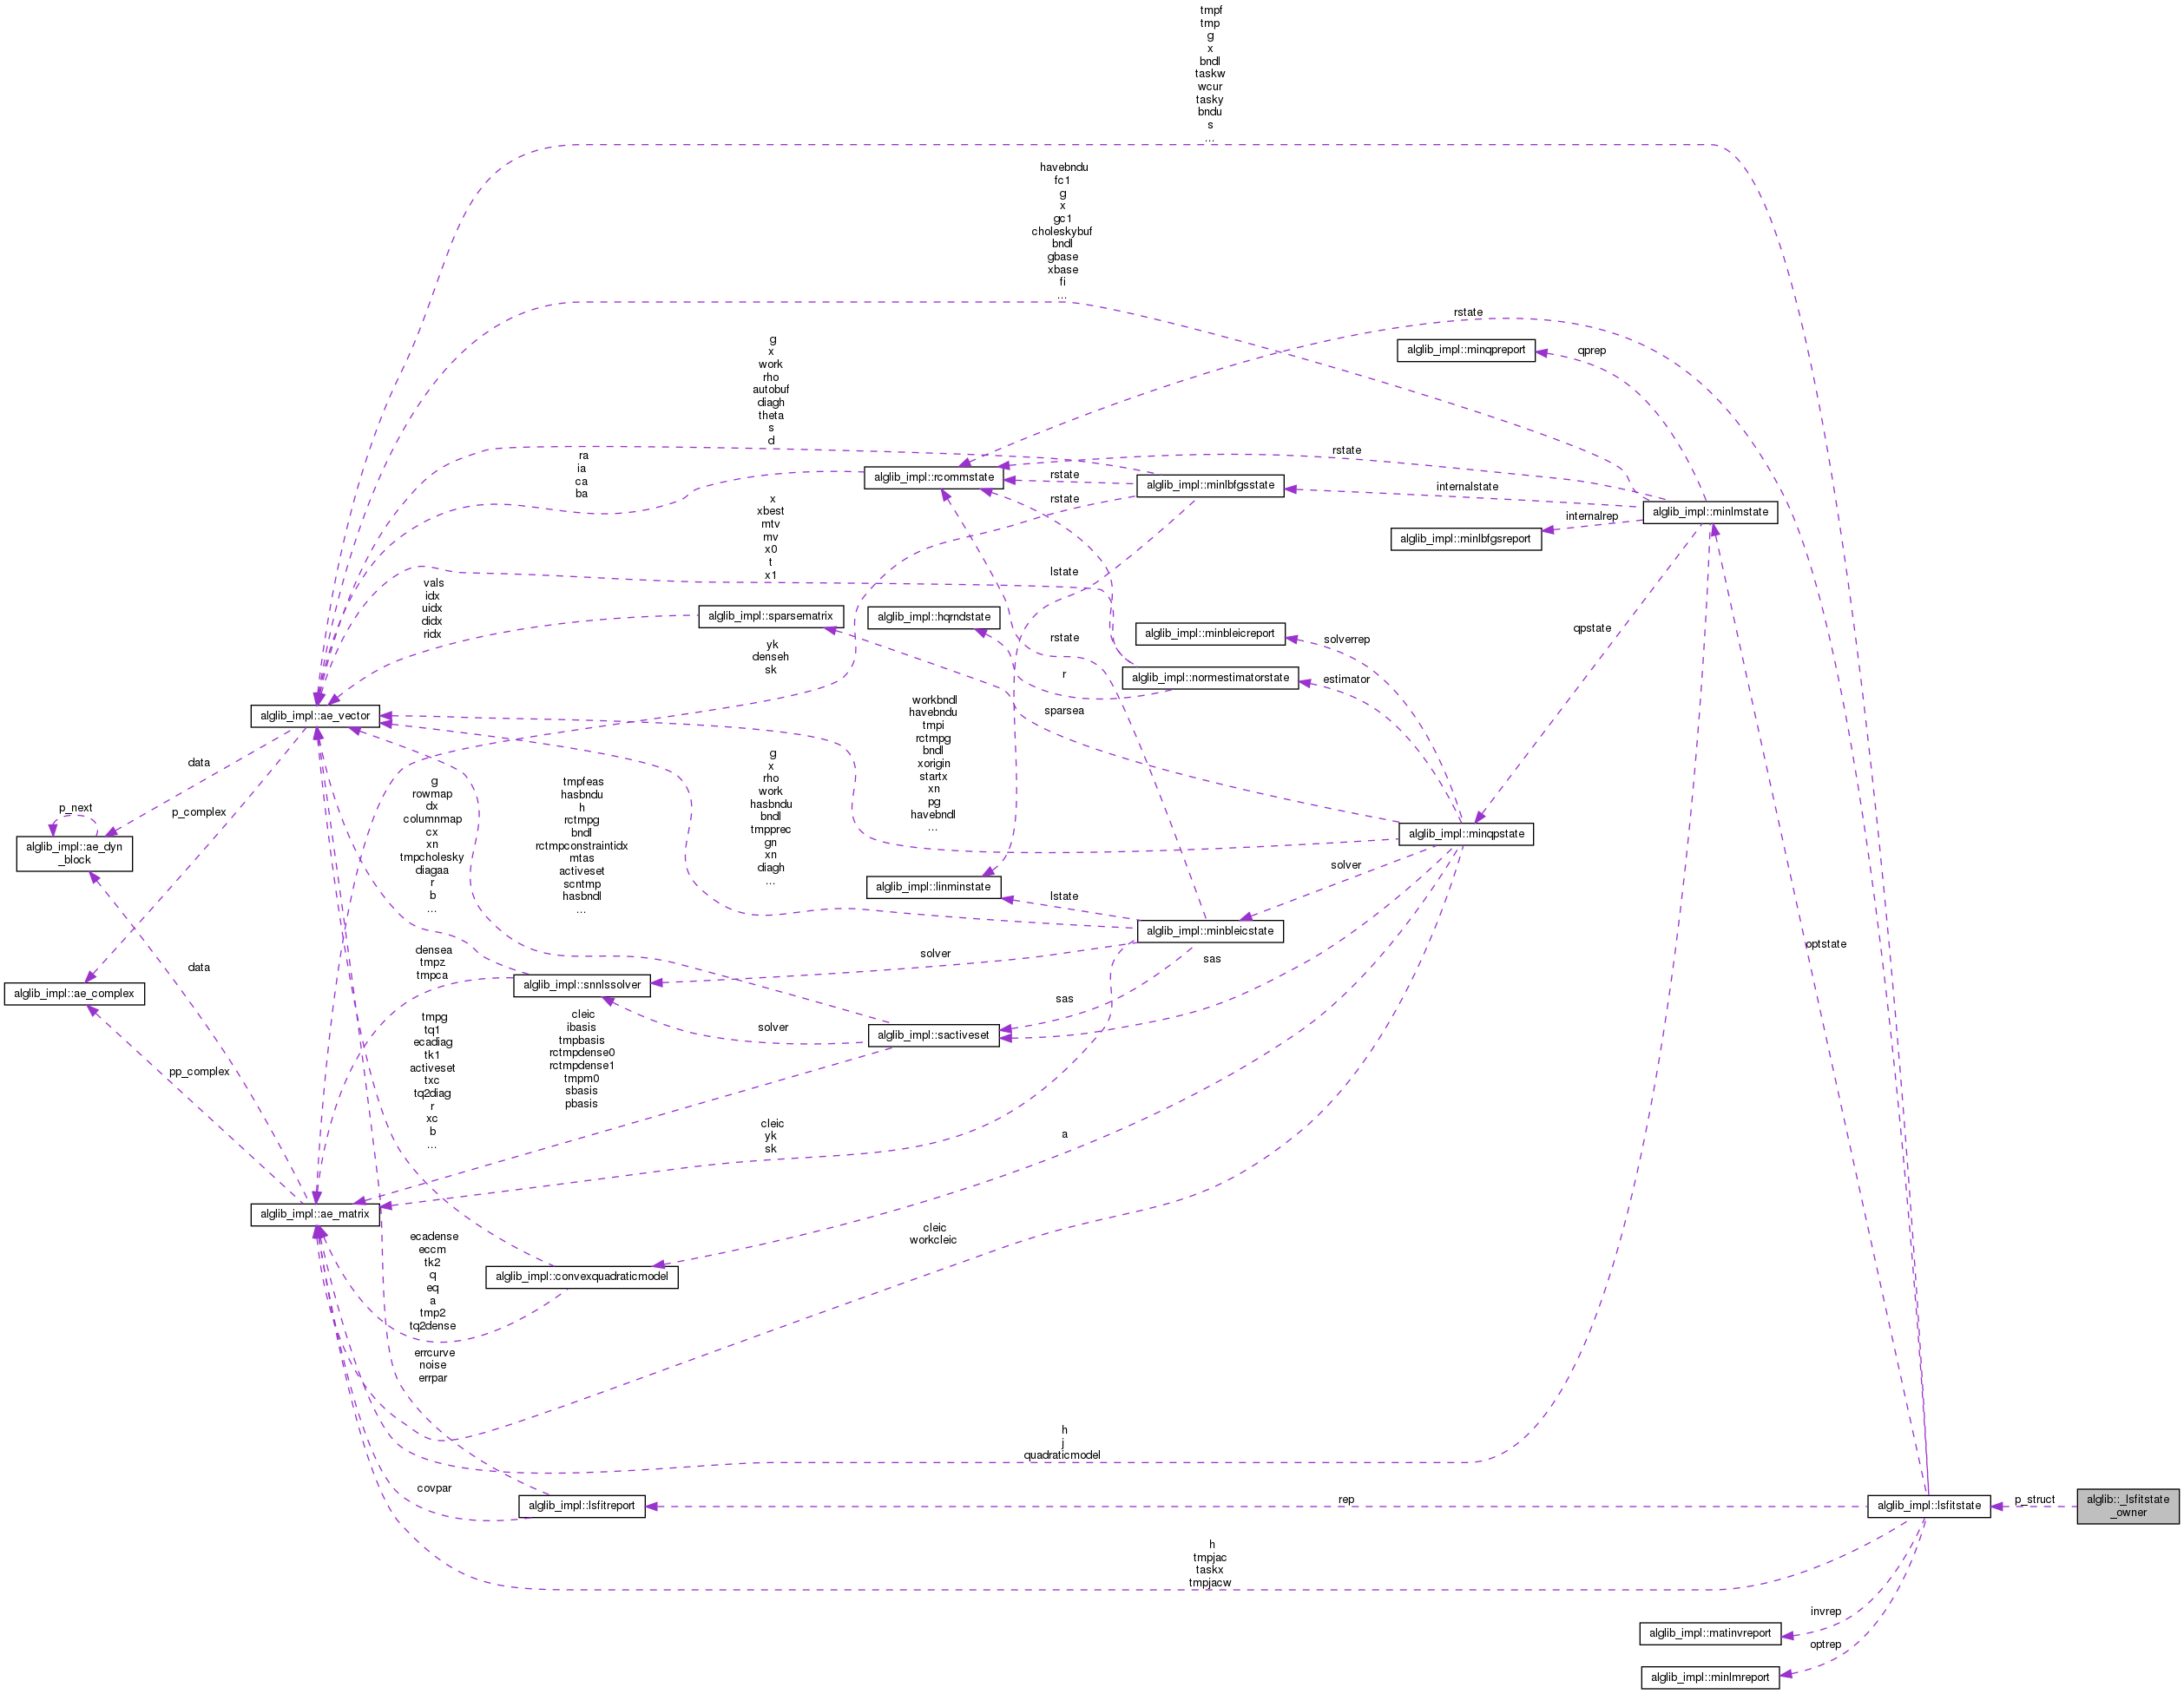 tmpf
tmp
g
x
bndl
taskw
wcur
tasky
bndu
s
...
havebndu
fc1
g
x
gc1
choleskybuf
bndl
gbase
xbase
fi
...
rstate
g
x
work
rho
autobuf
diagh
theta
s
d
alglib_impl::minqpreport
qprep
ra
ia
ca
ba
alglib_impl::rcommstate
rstate
alglib_impl::minlbfgsstate
rstate
internalstate
alglib_impl::minlmstate
internalrep
alglib_impl::minlbfgsreport
x
xbest
mtv
mv
x0
t
x1
rstate
lstate
vals
idx
uidx
didx
ridx
alglib_impl::sparsematrix
alglib_impl::hqrndstate
alglib_impl::minbleicreport
solverrep
qpstate
yk
denseh
sk
rstate
r
alglib_impl::normestimatorstate
estimator
sparsea
alglib_impl::ae_vector
workbndl
havebndu
tmpi
rctmpg
bndl
xorigin
startx
xn
pg
havebndl
...
data
p_complex
p_next
alglib_impl::ae_dyn
_block
g
rowmap
dx
columnmap
cx
xn
tmpcholesky
diagaa
r
b
...
tmpfeas
hasbndu
h
rctmpg
bndl
rctmpconstraintidx
mtas
activeset
scntmp
hasbndl
...
g
x
rho
work
hasbndu
bndl
tmpprec
gn
xn
diagh
...
alglib_impl::minqpstate
solver
alglib_impl::linminstate
lstate
alglib_impl::minbleicstate
optstate
data
densea
tmpz
tmpca
alglib_impl::snnlssolver
solver
sas
sas
alglib_impl::ae_complex
pp_complex
tmpg
tq1
ecadiag
tk1
activeset
txc
tq2diag
r
xc
b
...
cleic
ibasis
tmpbasis
rctmpdense0
rctmpdense1
tmpm0
sbasis
pbasis
solver
alglib_impl::sactiveset
cleic
yk
sk
a
alglib_impl::ae_matrix
cleic
workcleic
ecadense
eccm
tk2
q
eq
a
tmp2
tq2dense
alglib_impl::convexquadraticmodel
errcurve
noise
errpar
h
j
quadraticmodel
covpar
alglib_impl::lsfitreport
rep
alglib_impl::lsfitstate
p_struct
alglib::_lsfitstate
_owner
h
tmpjac
taskx
tmpjacw
invrep
alglib_impl::matinvreport
optrep
alglib_impl::minlmreport